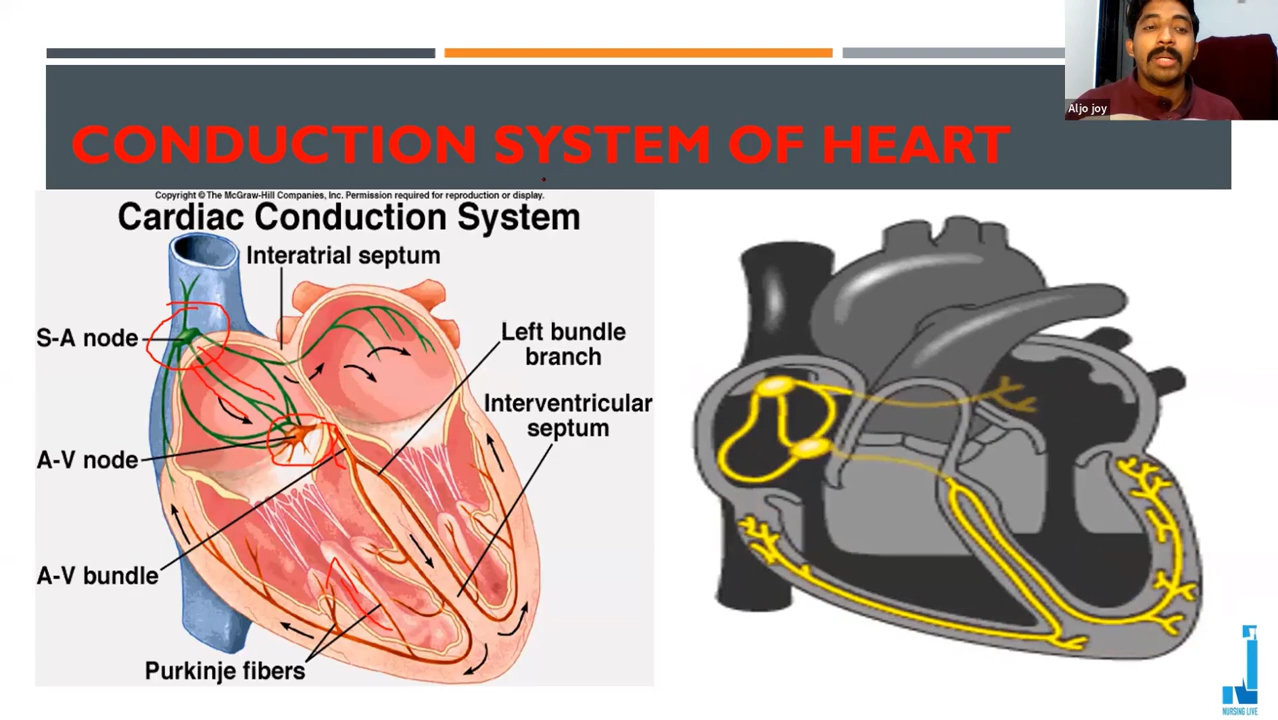 Aljo joy
CONDUCTION SYSTEM OF HEART
Copyright © The McGraw-Hill Companies, Inc. Permission required for reproduction or display.
Cardiac Conduction System
Interatrial septum
S-A node
Left bundle
branch
Interventricular
septum
A-V node
A-V bundle
Purkinje fibers
NURSING LIVE